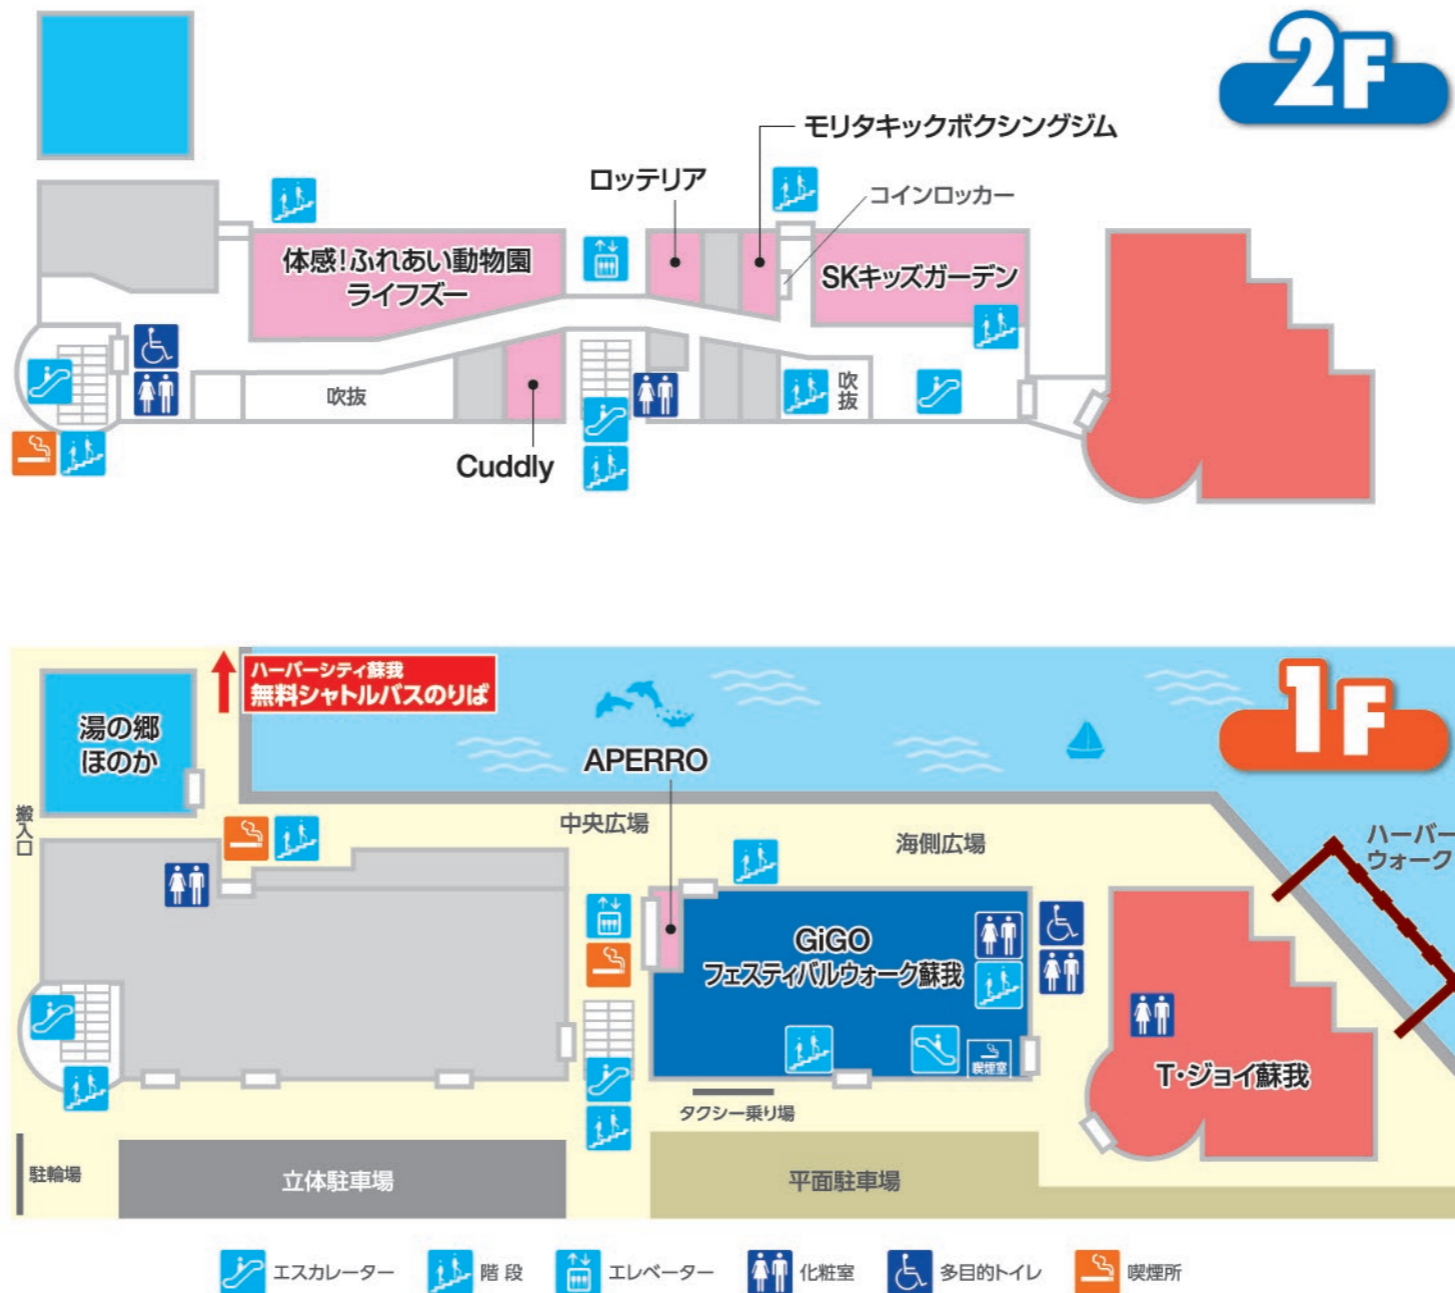 2F
モリタキックボクシングジム
ロッテリア
コインロッカー
体感!ふれあい動物園
ライフズー
SKキッズガーデン
吹抜
吹抜
Cuddly
ハーバーシティ蘇我
無料シャトルバスのりば
1F
湯の郷
ほのか
APERRO
搬入口
中央広場
海側広場
ハーバー
ウォーク
GiGO
フェスティバルウォーク蘇我
喫煙室
T・ジョイ蘇我
タクシー乗り場
駐輪場
立体駐車場
平面駐車場
エスカレーター
階段
エレベーター
化粧室
多目的トイレ
喫煙所